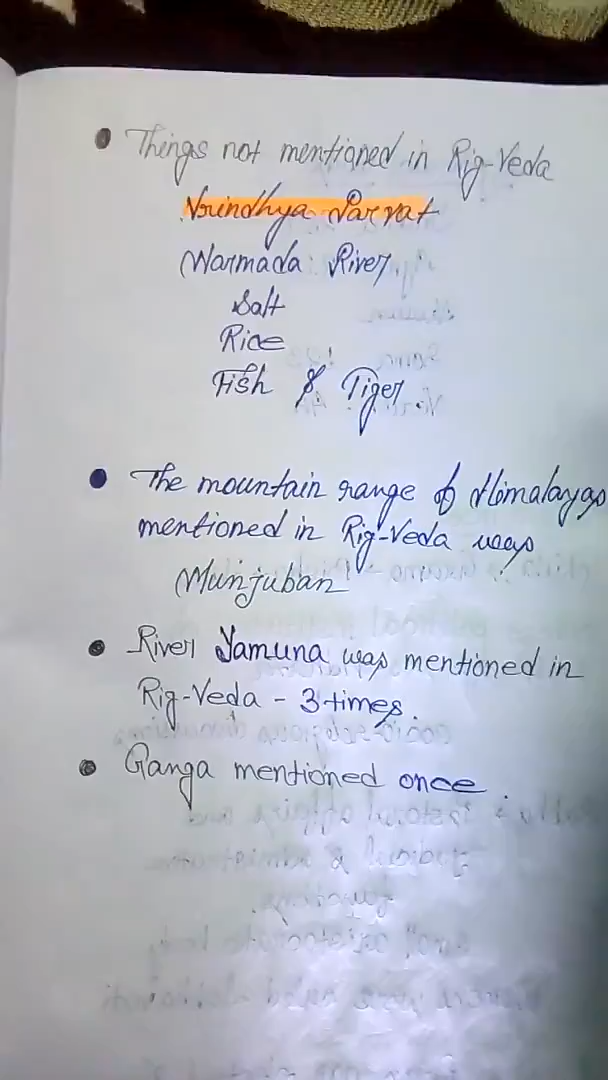 Things not mentioned in Rig-Veda
Vrindhya Parvat
Narmada River.
Salt
Rice
Fish & Tiger.
The mountain range of Himalayas
mentioned in Rig-Veda was
Munjuban
River Yamuna was mentioned in
Rig-Veda - 3 times.
Ganga mentioned once.